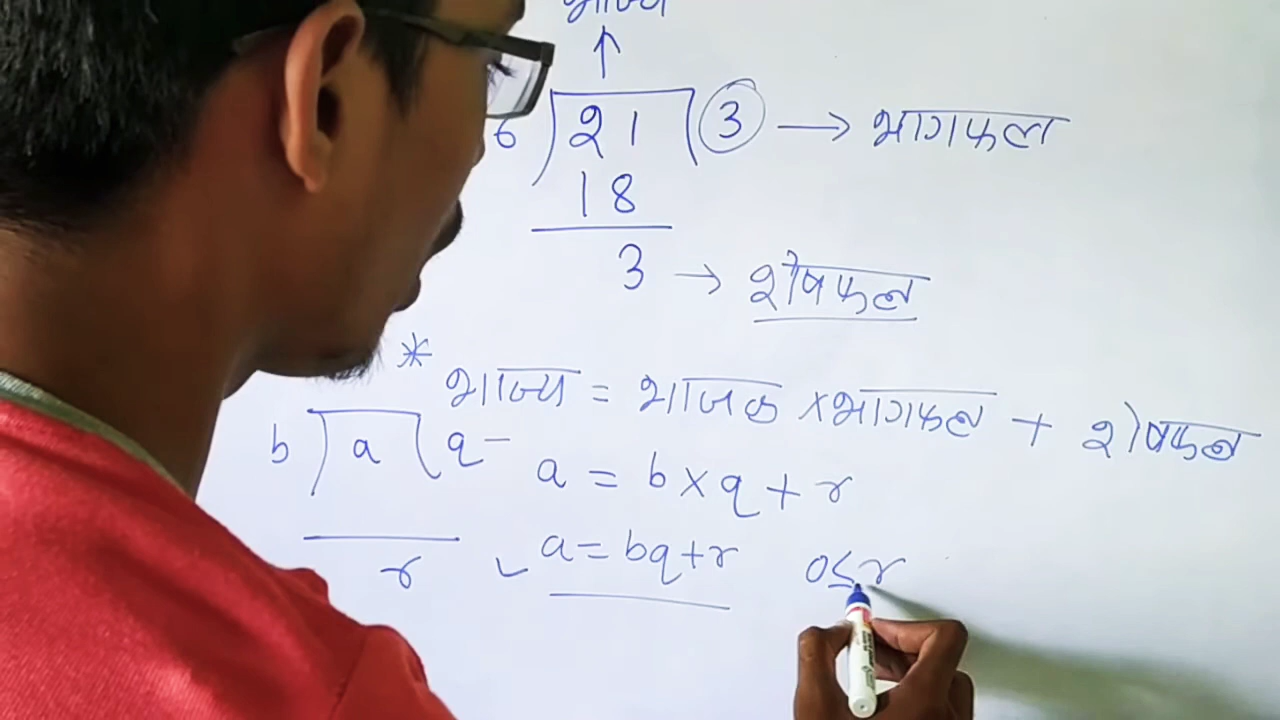 भाज्य
↑
6 ) 21 ( 3 → भागफल
18
3 → शेषफल
* भाज्य = भाजक × भागफल + शेषफल
b ) a ( q – a = b × q + r
r ✓ a = bq + r 0 ≤ r